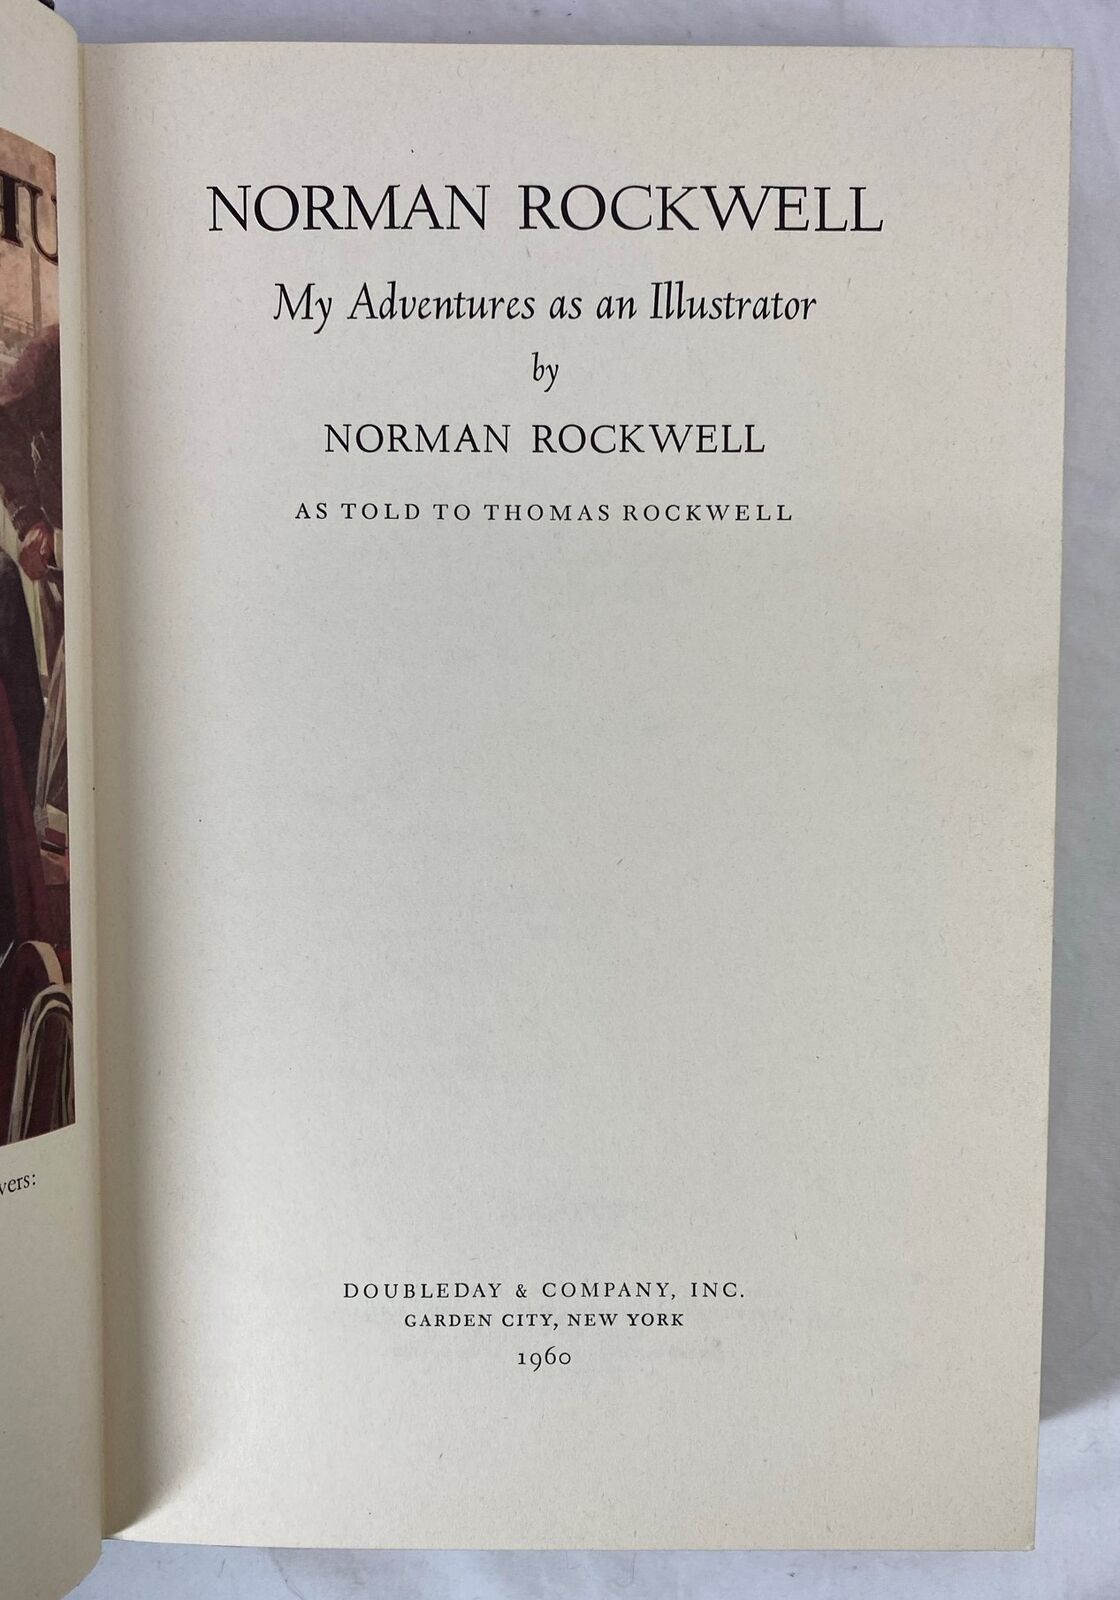 NORMAN ROCKWELL
My Adventures as an Illustrator
by
NORMAN ROCKWELL
AS TOLD TO THOMAS ROCKWELL
DOUBLEDAY & COMPANY, INC.
GARDEN CITY, NEW YORK
1960